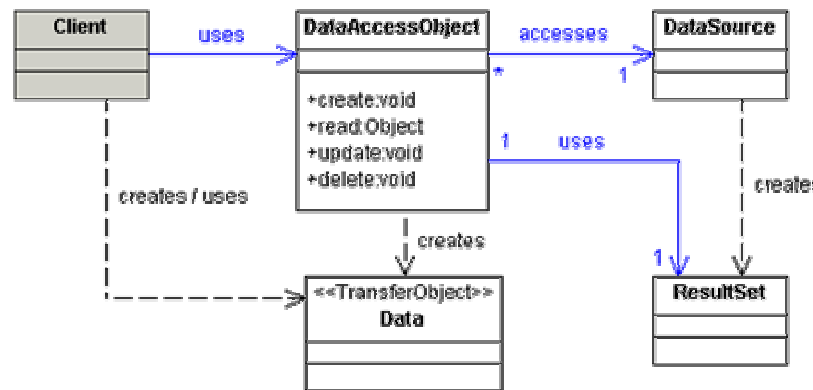 Client
uses
DataAccessObject
accesses
DataSource
*
1
+create:void
+read:Object
+update:void
+delete:void
1
uses
creates / uses
creates
creates
1
<<TransferObject>>
Data
ResultSet